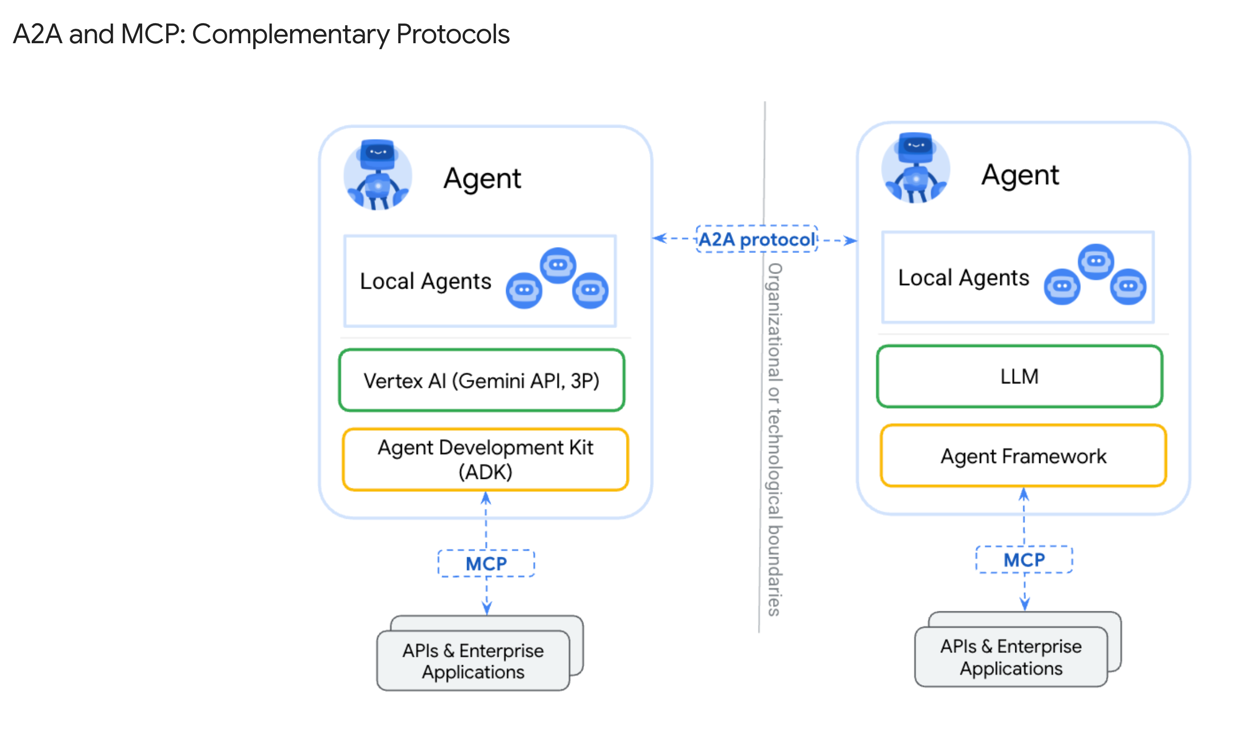 A2A and MCP: Complementary Protocols
Agent
Local Agents
Vertex AI (Gemini API, 3P)
Agent Development Kit
(ADK)
MCP
APIs & Enterprise
Applications
A2A protocol
Organizational or technological boundaries
Agent
Local Agents
LLM
Agent Framework
MCP
APIs & Enterprise
Applications